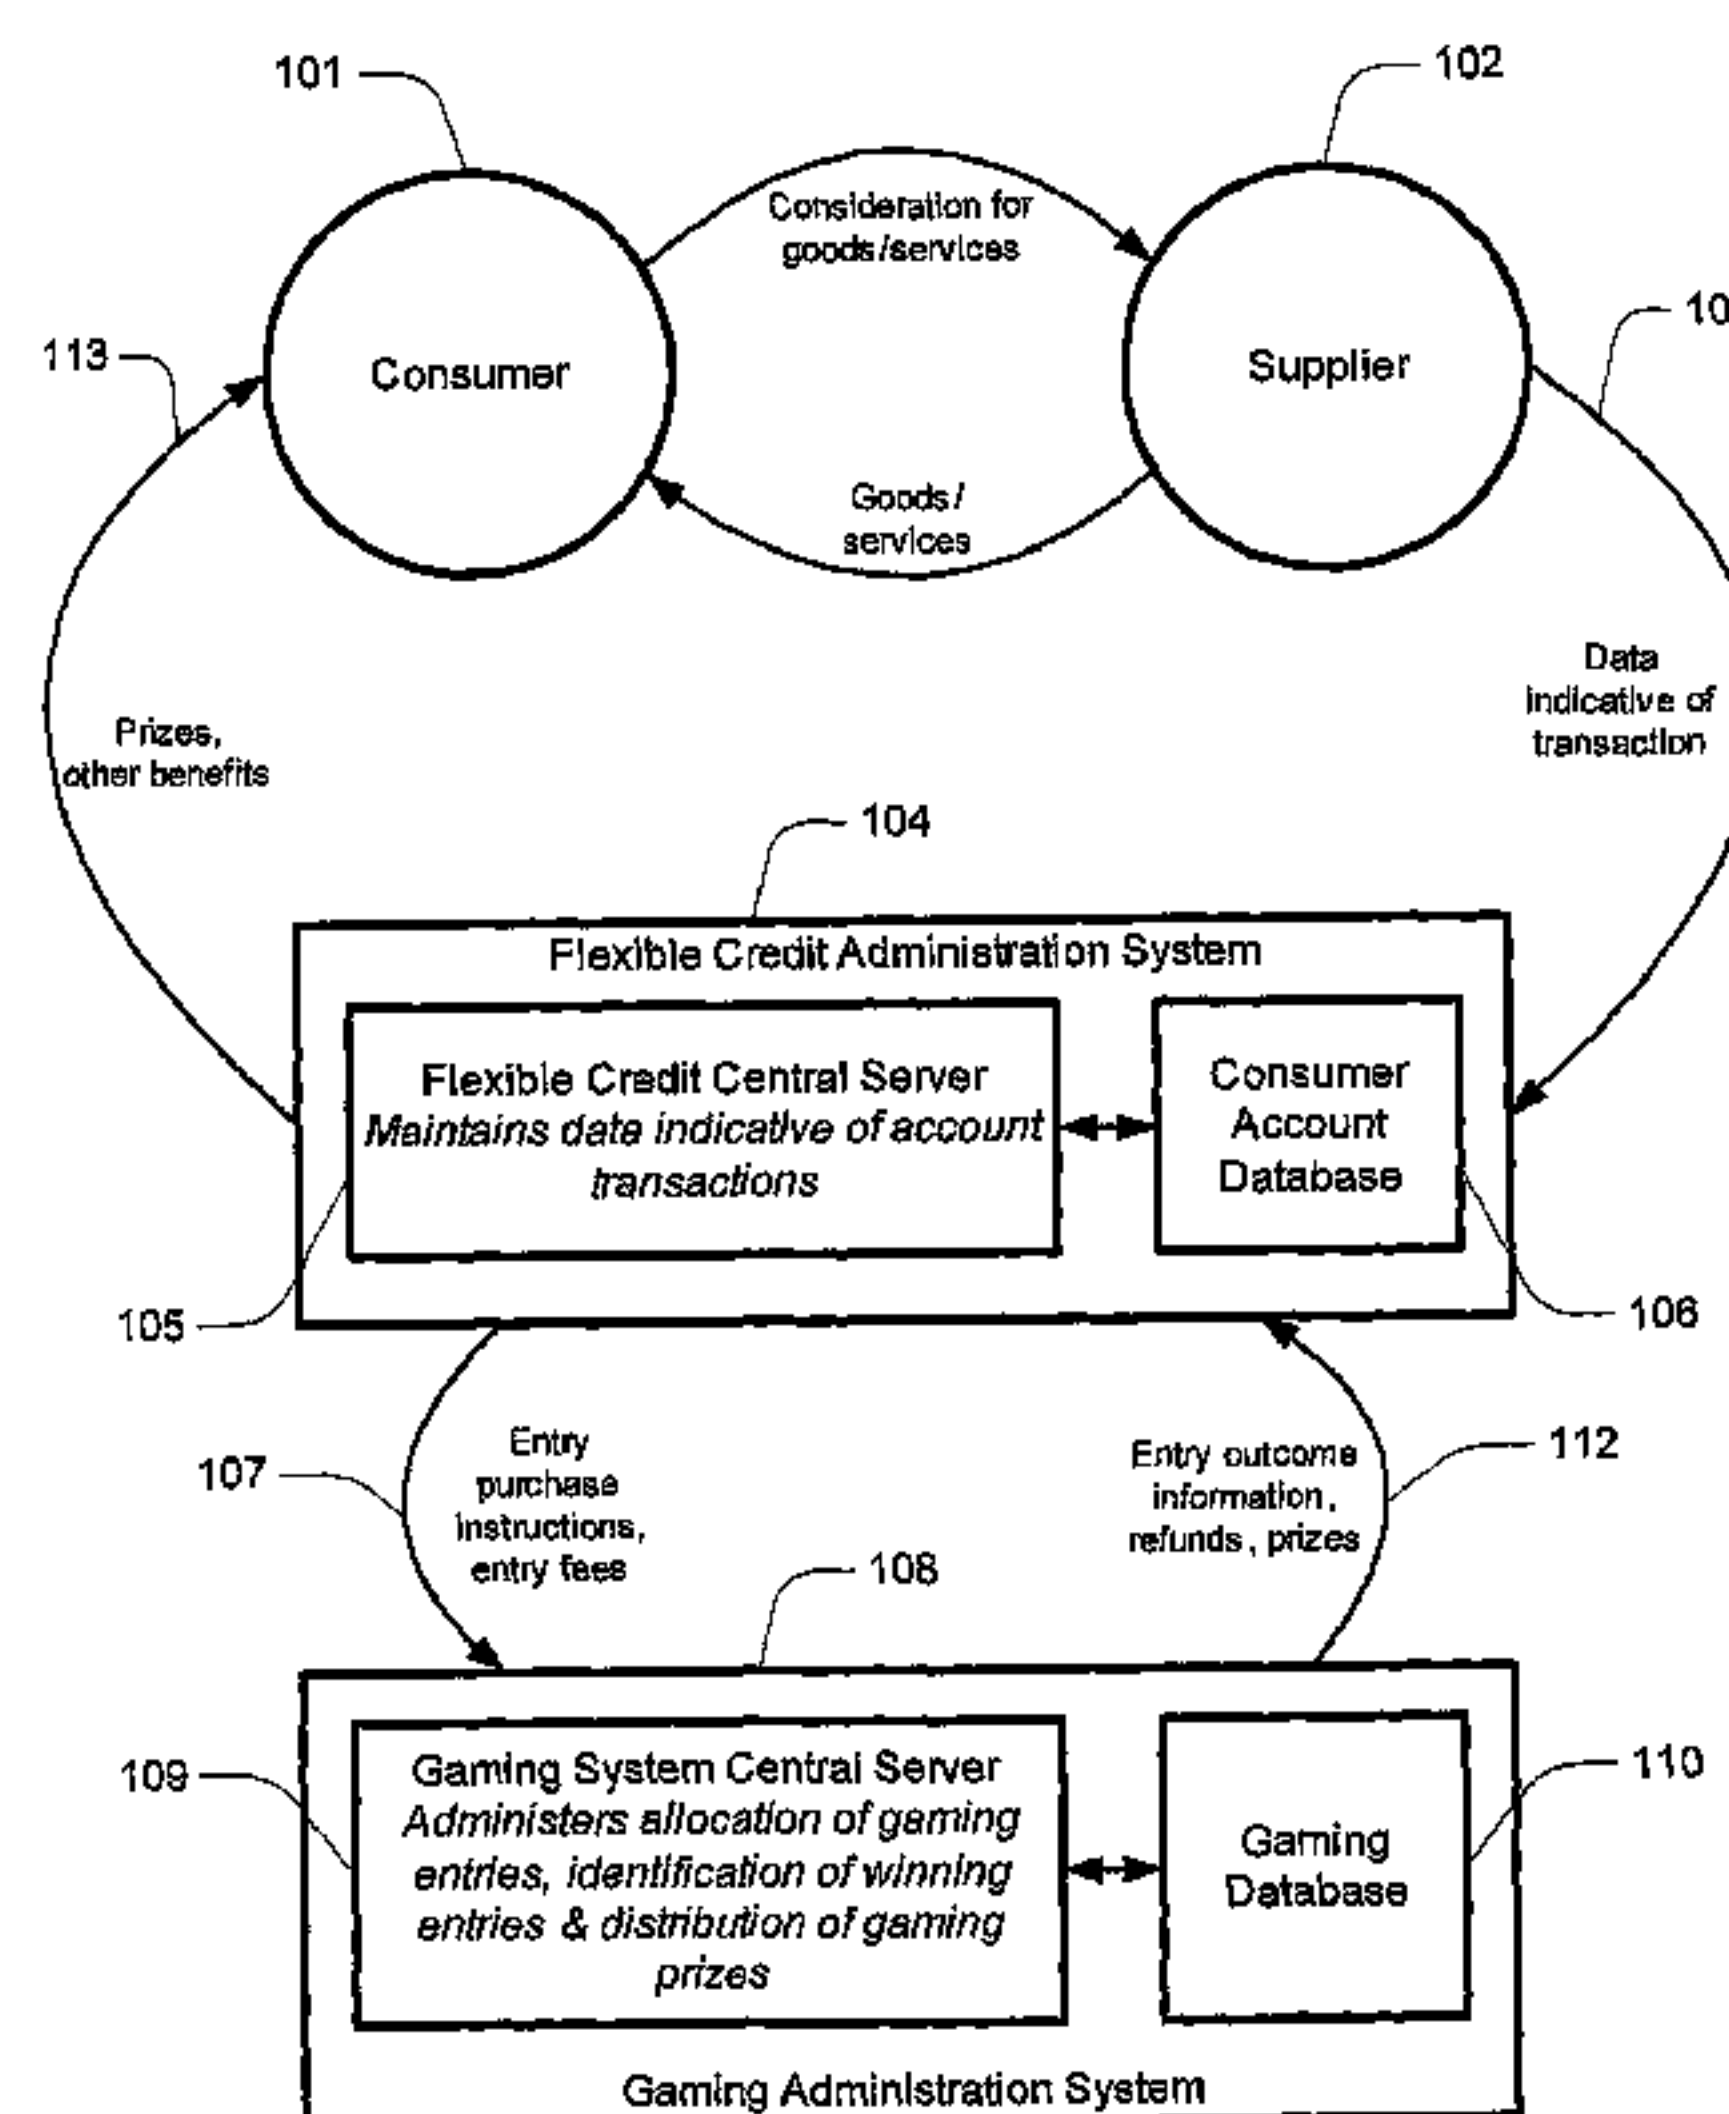 101
102
Consideration for
goods/services
10
113
Consumer
Supplier
Goods/
services
Data
indicative of
transaction
Prizes,
other benefits
104
Flexible Credit Administration System
Flexible Credit Central Server
Maintains data indicative of account
transactions
Consumer
Account
Database
105
106
Entry
purchase
instructions,
entry fees
107
Entry outcome
information,
refunds, prizes
112
108
109
Gaming System Central Server
Administers allocation of gaming
entries, identification of winning
entries & distribution of gaming
prizes
110
Gaming
Database
Gaming Administration System